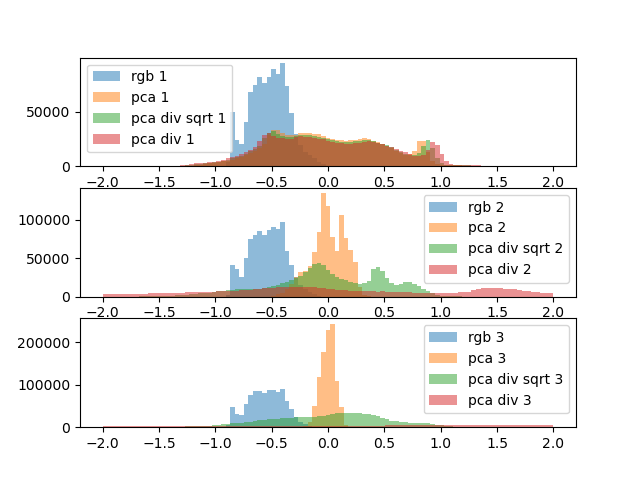 50000
0
rgb 1
pca 1
pca div sqrt 1
pca div 1
−2.0 −1.5 −1.0 −0.5 0.0 0.5 1.0 1.5 2.0
100000
50000
0
rgb 2
pca 2
pca div sqrt 2
pca div 2
−2.0 −1.5 −1.0 −0.5 0.0 0.5 1.0 1.5 2.0
200000
100000
0
rgb 3
pca 3
pca div sqrt 3
pca div 3
−2.0 −1.5 −1.0 −0.5 0.0 0.5 1.0 1.5 2.0